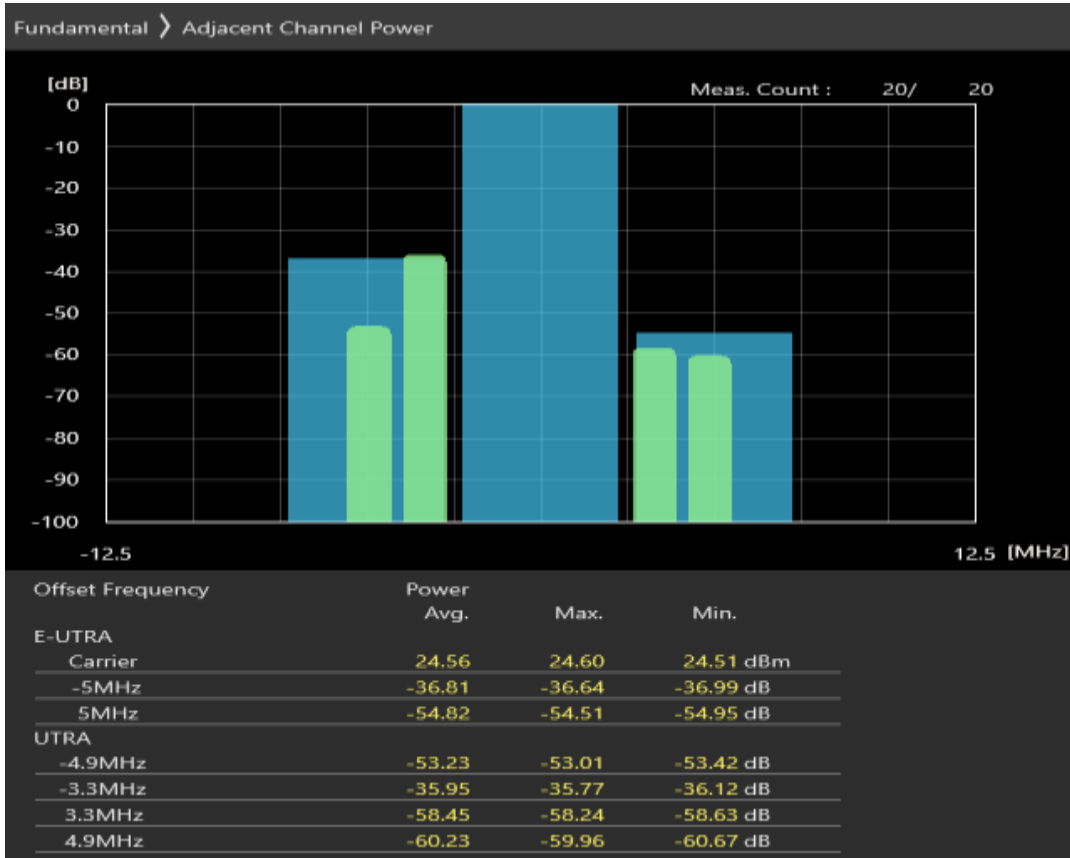 Fundamental 》 Adjacent Channel Power
[dB]
Meas. Count : 20/ 20
0
-10
-20
-30
-40
-50
-60
-70
-80
-90
-100
-12.5 12.5 [MHz]
Offset Frequency Power
Avg. Max. Min.
E-UTRA
Carrier 24.56 24.60 24.51 dBm
-5MHz -36.81 -36.64 -36.99 dB
5MHz -54.82 -54.51 -54.95 dB
UTRA
-4.9MHz -53.23 -53.01 -53.42 dB
-3.3MHz -35.95 -35.77 -36.12 dB
3.3MHz -58.45 -58.24 -58.63 dB
4.9MHz -60.23 -59.96 -60.67 dB